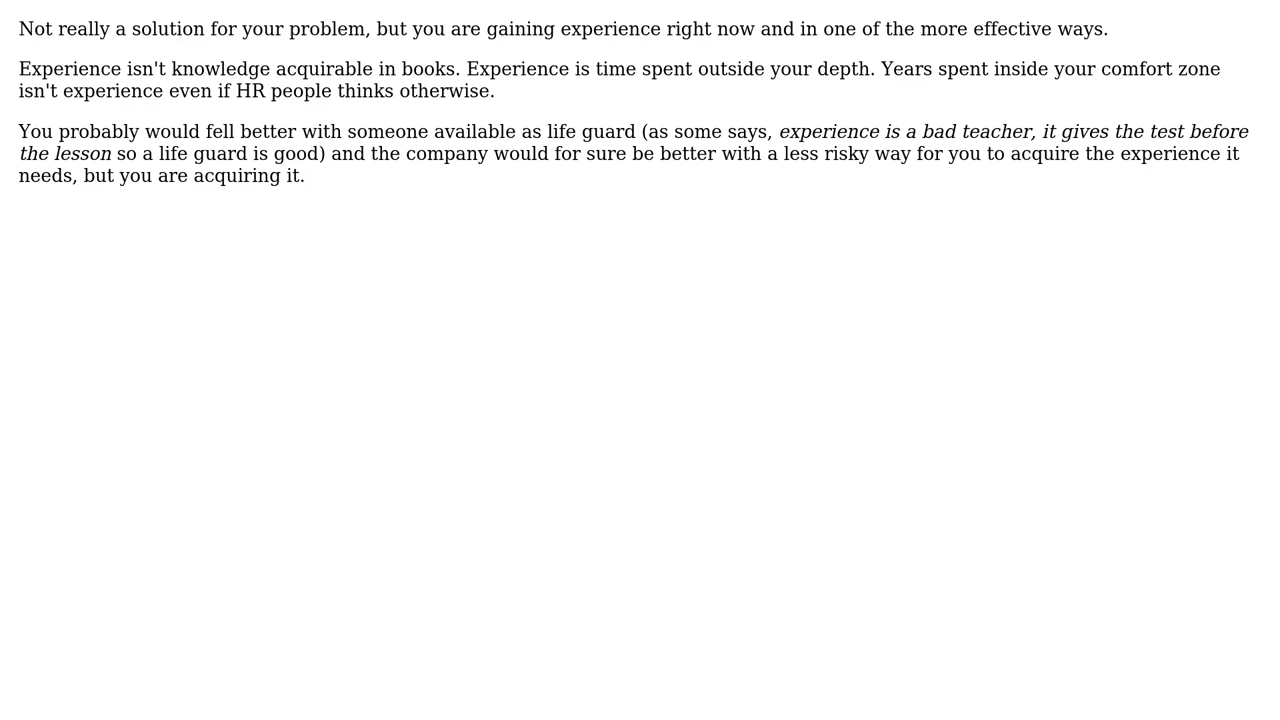 Not really a solution for your problem, but you are gaining experience right now and in one of the more effective ways.
Experience isn't knowledge acquirable in books. Experience is time spent outside your depth. Years spent inside your comfort zone
isn't experience even if HR people thinks otherwise.
You probably would fell better with someone available as life guard (as some says, experience is a bad teacher, it gives the test before
the lesson so a life guard is good) and the company would for sure be better with a less risky way for you to acquire the experience it
needs, but you are acquiring it.